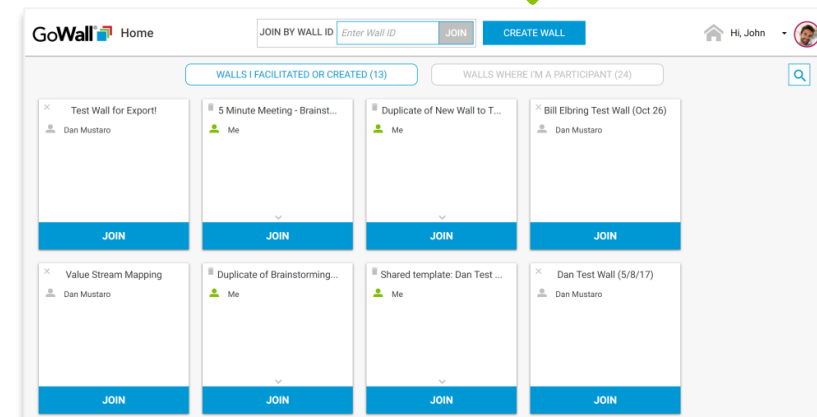 GoWall Home
JOIN BY WALL ID Enter Wall ID JOIN CREATE WALL Hi, John
WALLS I FACILITATED OR CREATED (13) WALLS WHERE I'M A PARTICIPANT (24)
Test Wall for Export! 5 Minute Meeting - Brainst... Duplicate of New Wall to T... Bill Elbring Test Wall (Oct 26)
Dan Mustaro Me Me Dan Mustaro
JOIN JOIN JOIN JOIN
Value Stream Mapping Duplicate of Brainstorming... Shared template: Dan Test ... Dan Test Wall (5/8/17)
Dan Mustaro Me Me Dan Mustaro
JOIN JOIN JOIN JOIN